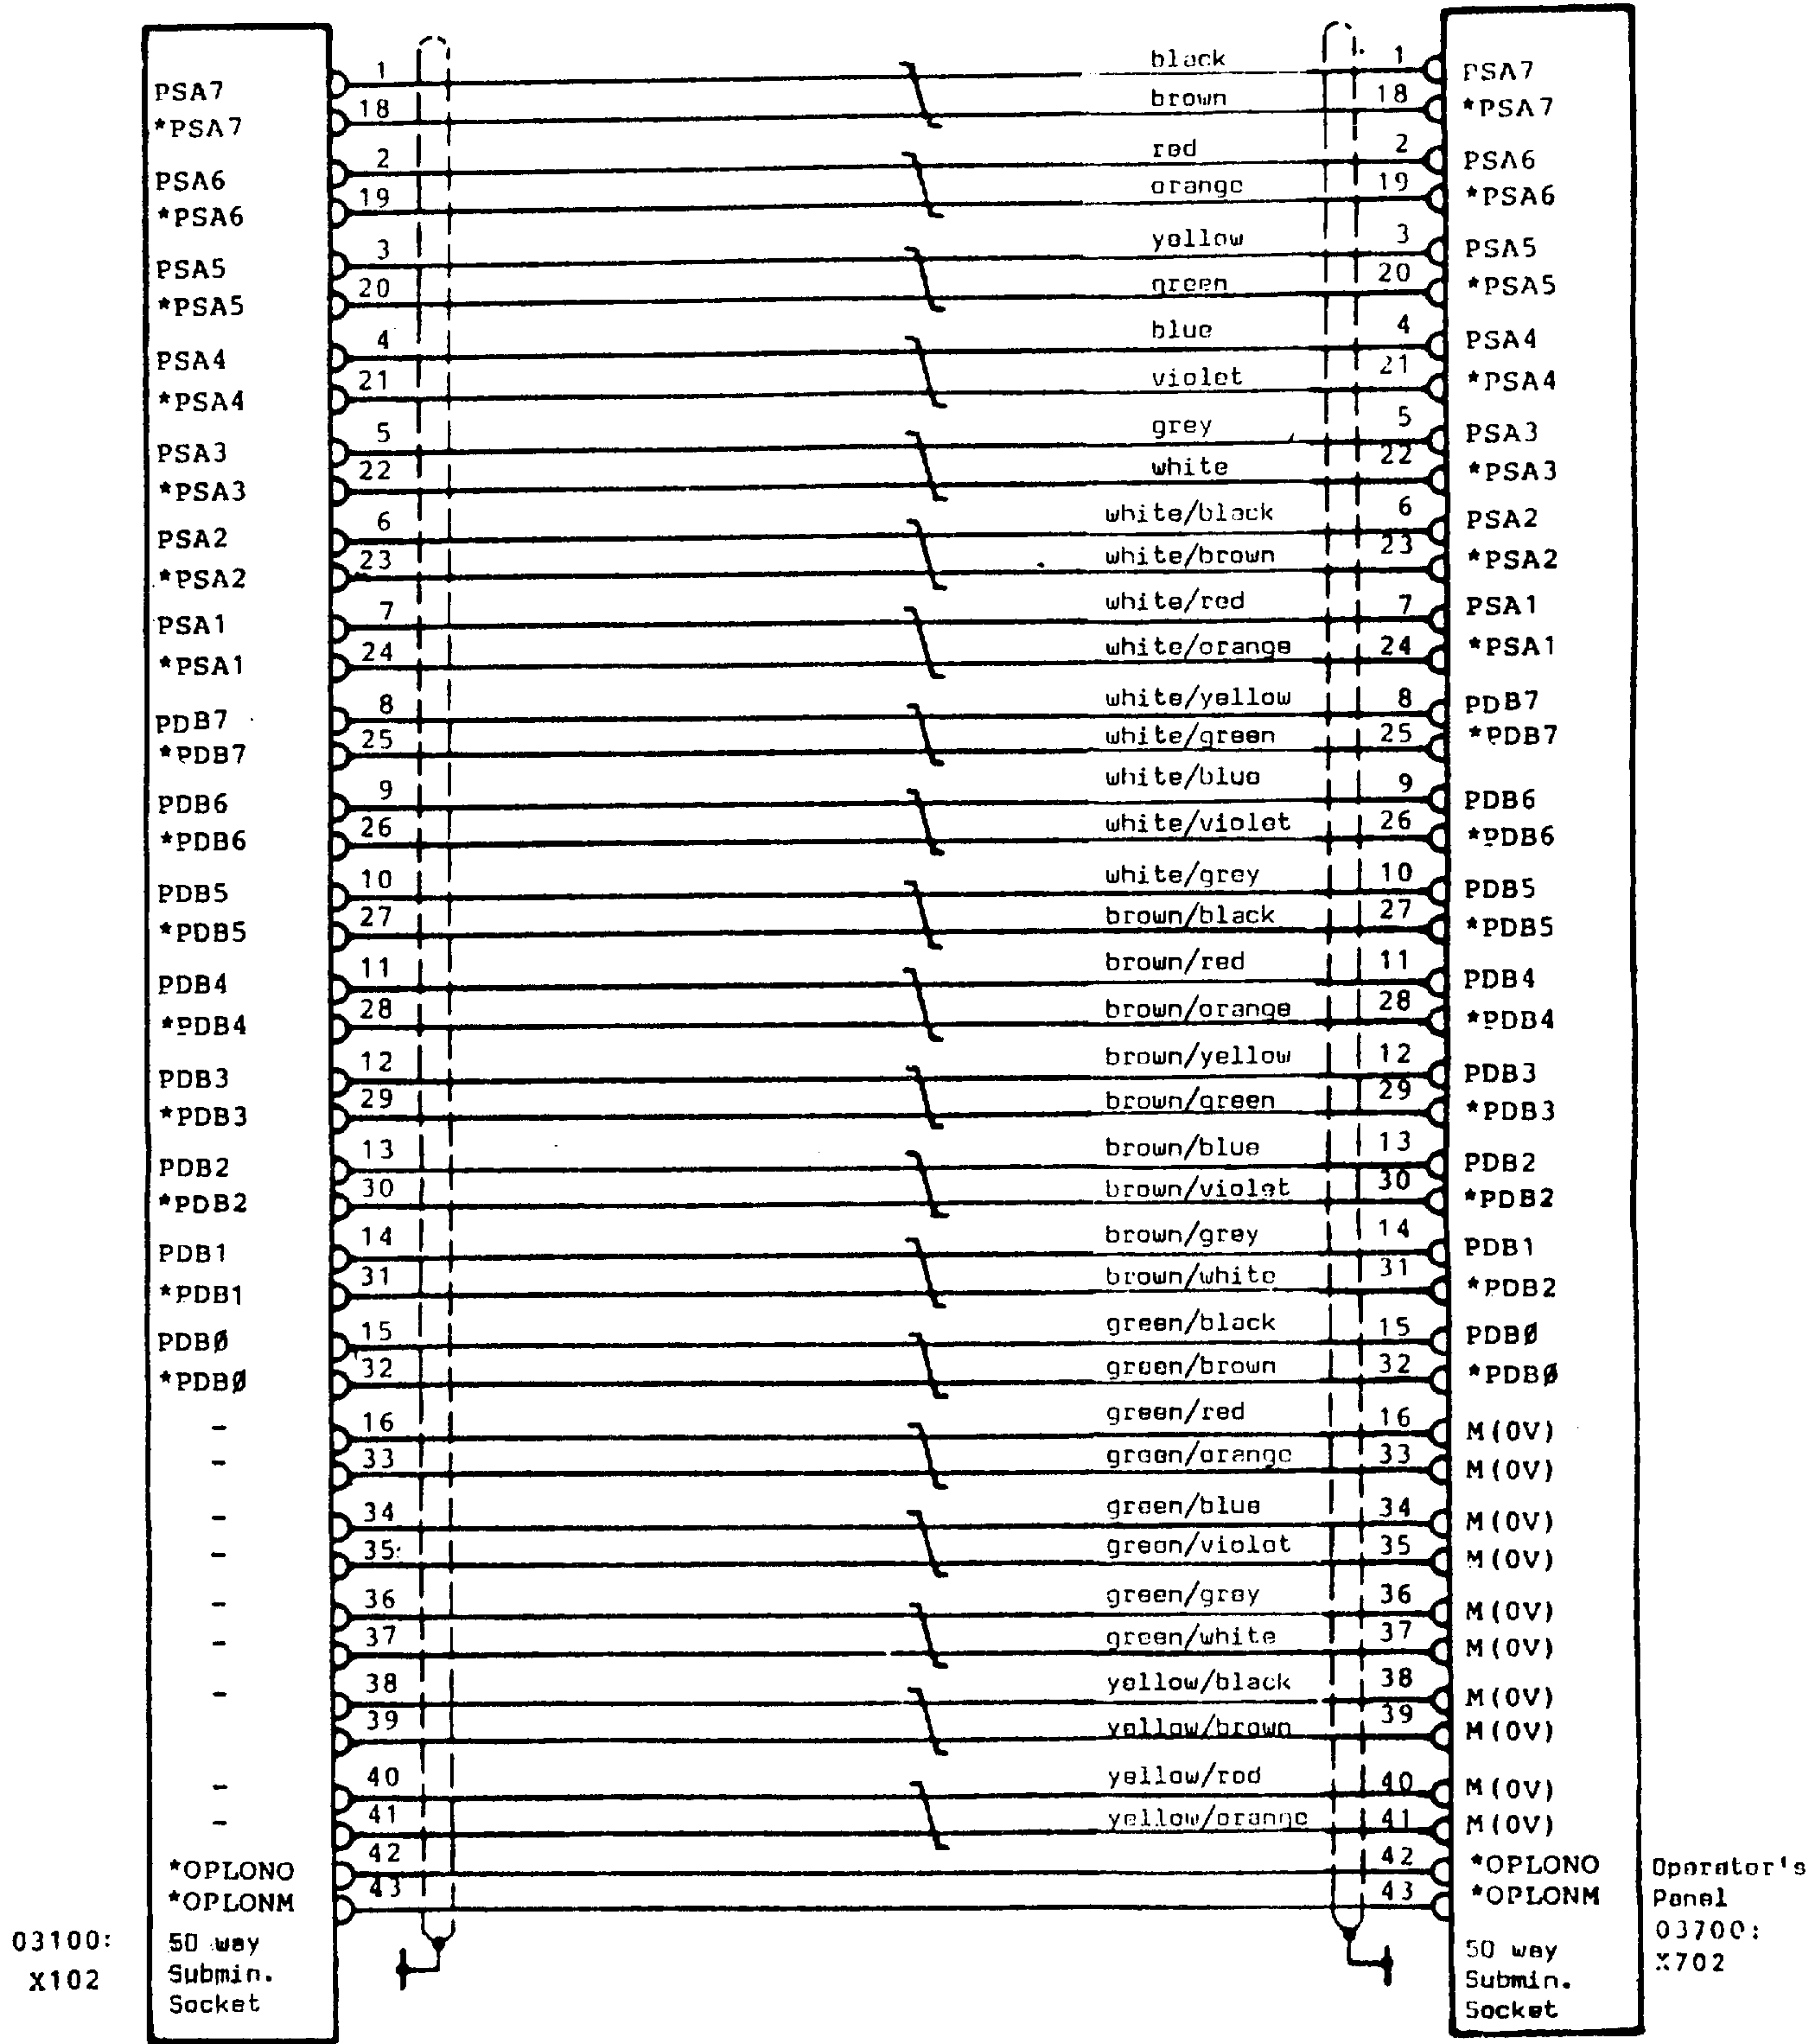 PSA7 1 black 1 PSA7
*PSA7 18 brown 18 *PSA7
PSA6 2 red 2 PSA6
*PSA6 19 orange 19 *PSA6
PSA5 3 yellow 3 PSA5
*PSA5 20 green 20 *PSA5
PSA4 4 blue 4 PSA4
*PSA4 21 violet 21 *PSA4
PSA3 5 grey 5 PSA3
*PSA3 22 white 22 *PSA3
PSA2 6 white/black 6 PSA2
*PSA2 23 white/brown 23 *PSA2
PSA1 7 white/red 7 PSA1
*PSA1 24 white/orange 24 *PSA1
PDB7 8 white/yellow 8 PDB7
*PDB7 25 white/green 25 *PDB7
PDB6 9 white/blue 9 PDB6
*PDB6 26 white/violet 26 *PDB6
PDB5 10 white/grey 10 PDB5
*PDB5 27 brown/black 27 *PDB5
PDB4 11 brown/red 11 PDB4
*PDB4 28 brown/orange 28 *PDB4
PDB3 12 brown/yellow 12 PDB3
*PDB3 29 brown/green 29 *PDB3
PDB2 13 brown/blue 13 PDB2
*PDB2 30 brown/violet 30 *PDB2
PDB1 14 brown/grey 14 PDB1
*PDB1 31 brown/white 31 *PDB2
PDBØ 15 green/black 15 PDBØ
*PDBØ 32 green/brown 32 *PDBØ
- 16 green/red 16 M(0V)
- 33 green/orange 33 M(0V)
- 34 green/blue 34 M(0V)
- 35 green/violet 35 M(0V)
- 36 green/grey 36 M(0V)
- 37 green/white 37 M(0V)
- 38 yellow/black 38 M(0V)
39 yellow/brown 39 M(0V)
- 40 yellow/red 40 M(0V)
- 41 yellow/orange 41 M(0V)
*OPLONO 42 42 *OPLONO
*OPLONM 43 43 *OPLONM
03100:
X102
50 way
Submin.
Socket
50 way
Submin.
Socket
Operator's
Panel
03700:
X702